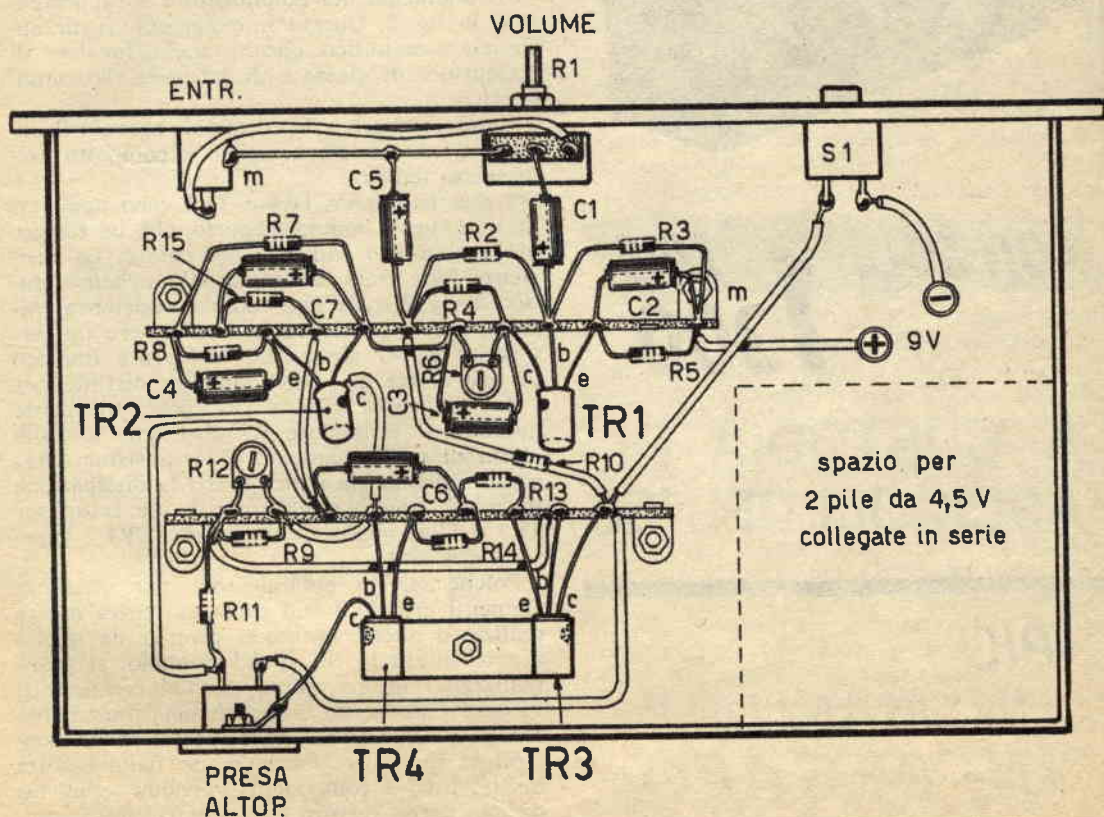 VOLUME
R1
ENTR.
S1
m
C5
C1
R7
R2
R3
R15
m
C7
R4
C2
9V
R8
b
R6
b
R5
C4
e
c
C3
c
e
TR2
TR1
R12
R10
C6
R13
spazio per
2 pile da 4,5 V
collegate in serie
R9
R14
b
e
b
R11
c
e
c
TR4
TR3
PRESA
ALTOP.